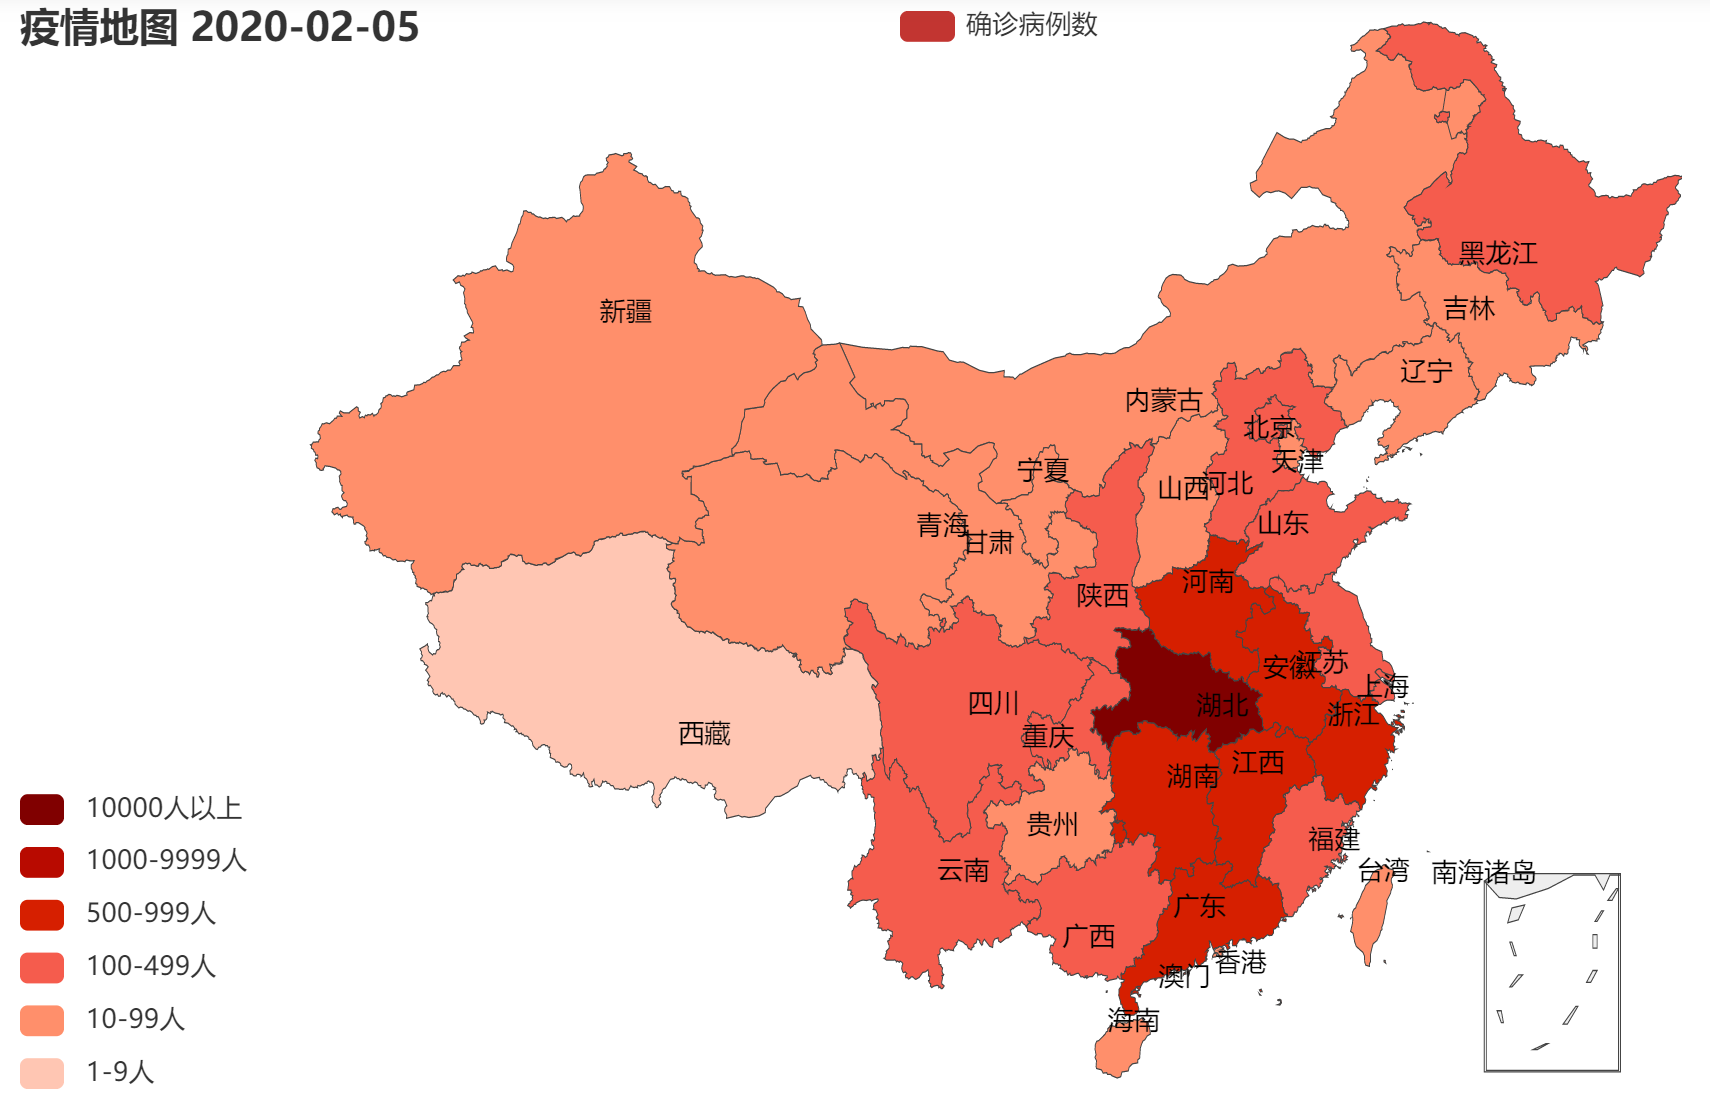 疫情地图 2020-02-05
确诊病例数
黑龙江
新疆
吉林
辽宁
内蒙古
北京
天津
宁夏
山西
河北
青海
山东
甘肃
河南
陕西
安徽
江苏
上海
四川
湖北
浙江
西藏
重庆
江西
湖南
贵州
福建
云南
台湾
南海诸岛
广东
广西
香港
澳门
海南
10000人以上
1000-9999人
500-999人
100-499人
10-99人
1-9人